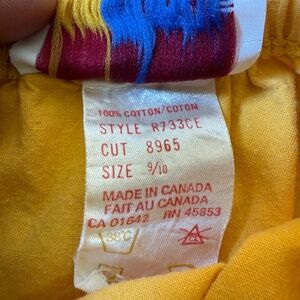 100% COTTON/COTON
STYLE R733CE
CUT 8965
SIZE 9/10
MADE IN CANADA
FAIT AU CANADA
CA 01642 RN 45853